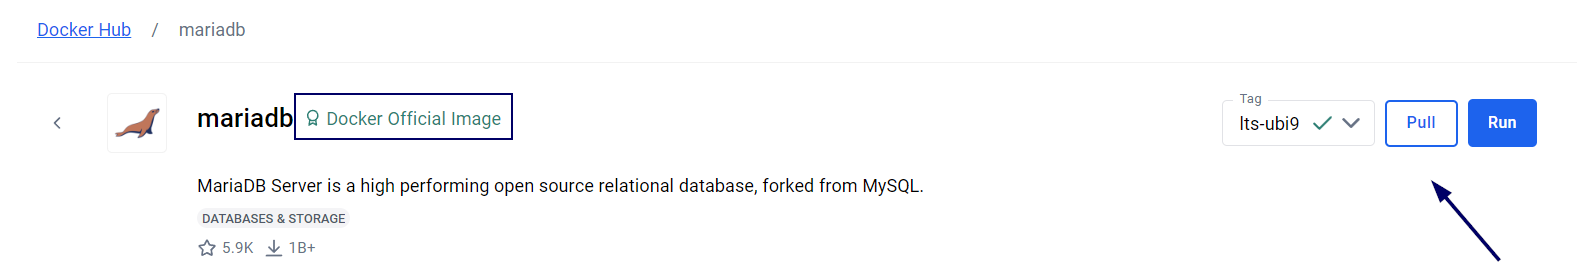 Docker Hub / mariadb
mariadb Docker Official Image
Tag
lts-ubi9
Pull
Run
MariaDB Server is a high performing open source relational database, forked from MySQL.
DATABASES & STORAGE
5.9K 1B+